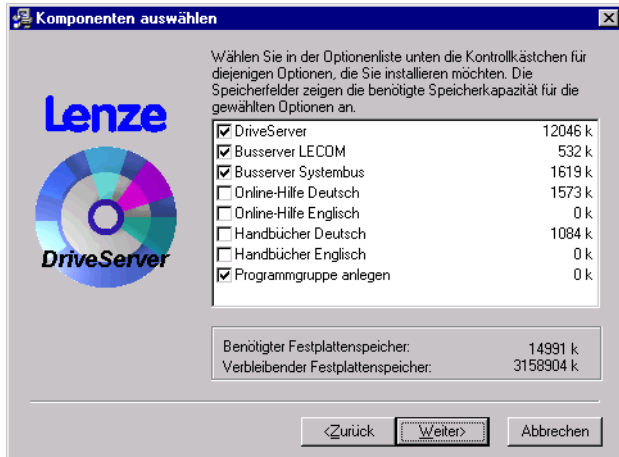 Komponenten auswählen
Wählen Sie in der Optionenliste unten die Kontrollkästchen für
diejenigen Optionen, die Sie installieren möchten. Die
Speicherfelder zeigen die benötigte Speicherkapazität für die
gewählten Optionen an.
Lenze
DriveServer
DriveServer 12046 k
Busserver LECOM 532 k
Busserver Systembus 1619 k
Online-Hilfe Deutsch 1573 k
Online-Hilfe Englisch 0 k
Handbücher Deutsch 1084 k
Handbücher Englisch 0 k
Programmgruppe anlegen 0 k
Benötigter Festplattenspeicher: 14991 k
Verbleibender Festplattenspeicher: 3158904 k
<Zurück Weiter> Abbrechen